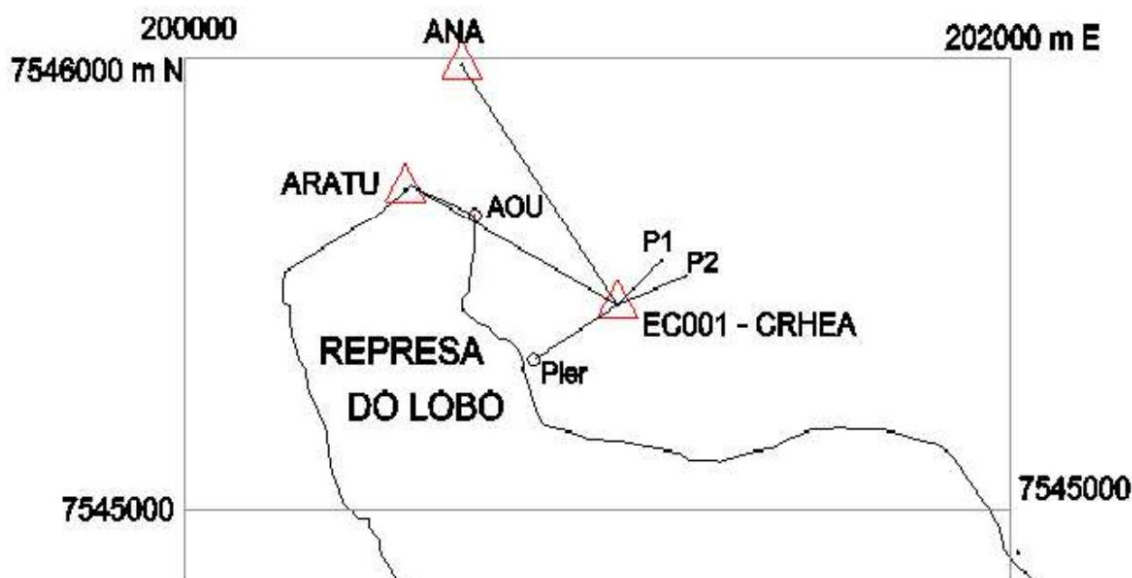 200000
ANA
202000 m E
7546000 m N
ARATU
AOU
P1
P2
EC001 - CRHEA
REPRESA
DO LOBO
Pier
7545000
7545000